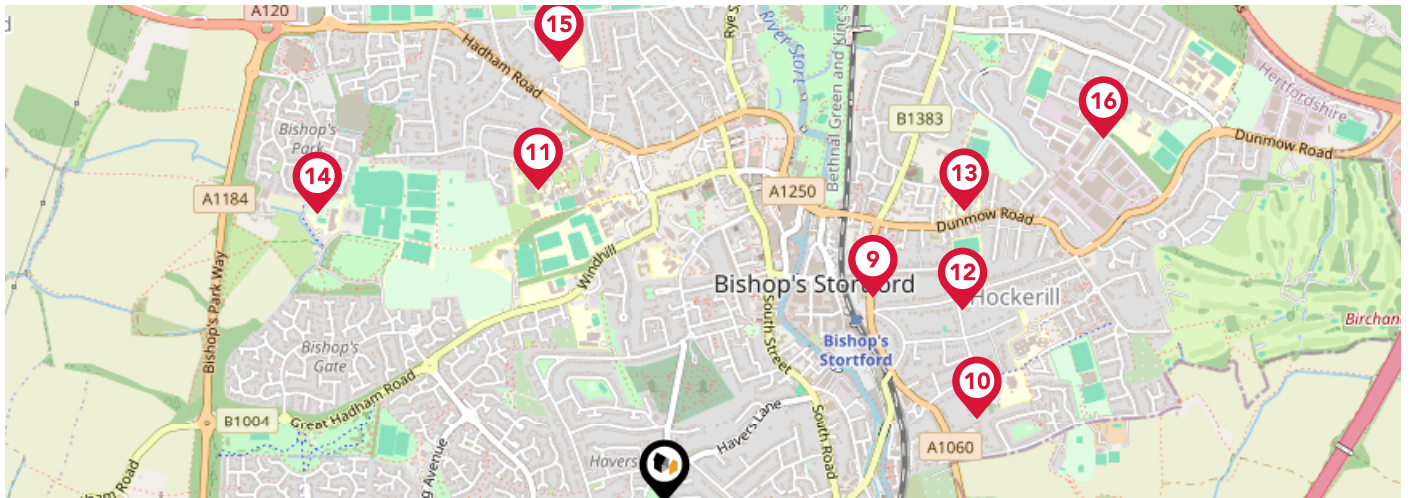 A120
15
Rye S
River Stort
Bethnal Green and King's
Hadham Road
B1383
16
Hertfordshire
Dunmow Road
Bishop's
Park
11
14
A1184
A1250
13
Dunmow Road
Bishop's Park Way
Windhill
9
12
Bishop's Stortford
Hockerill
South Street
Birchan
Bishop's
Stortford
Bishop's
Gate
10
Great Hadham Road
B1004
Havers Lane
South Road
A1060
Havers
ham Road
g Avenue